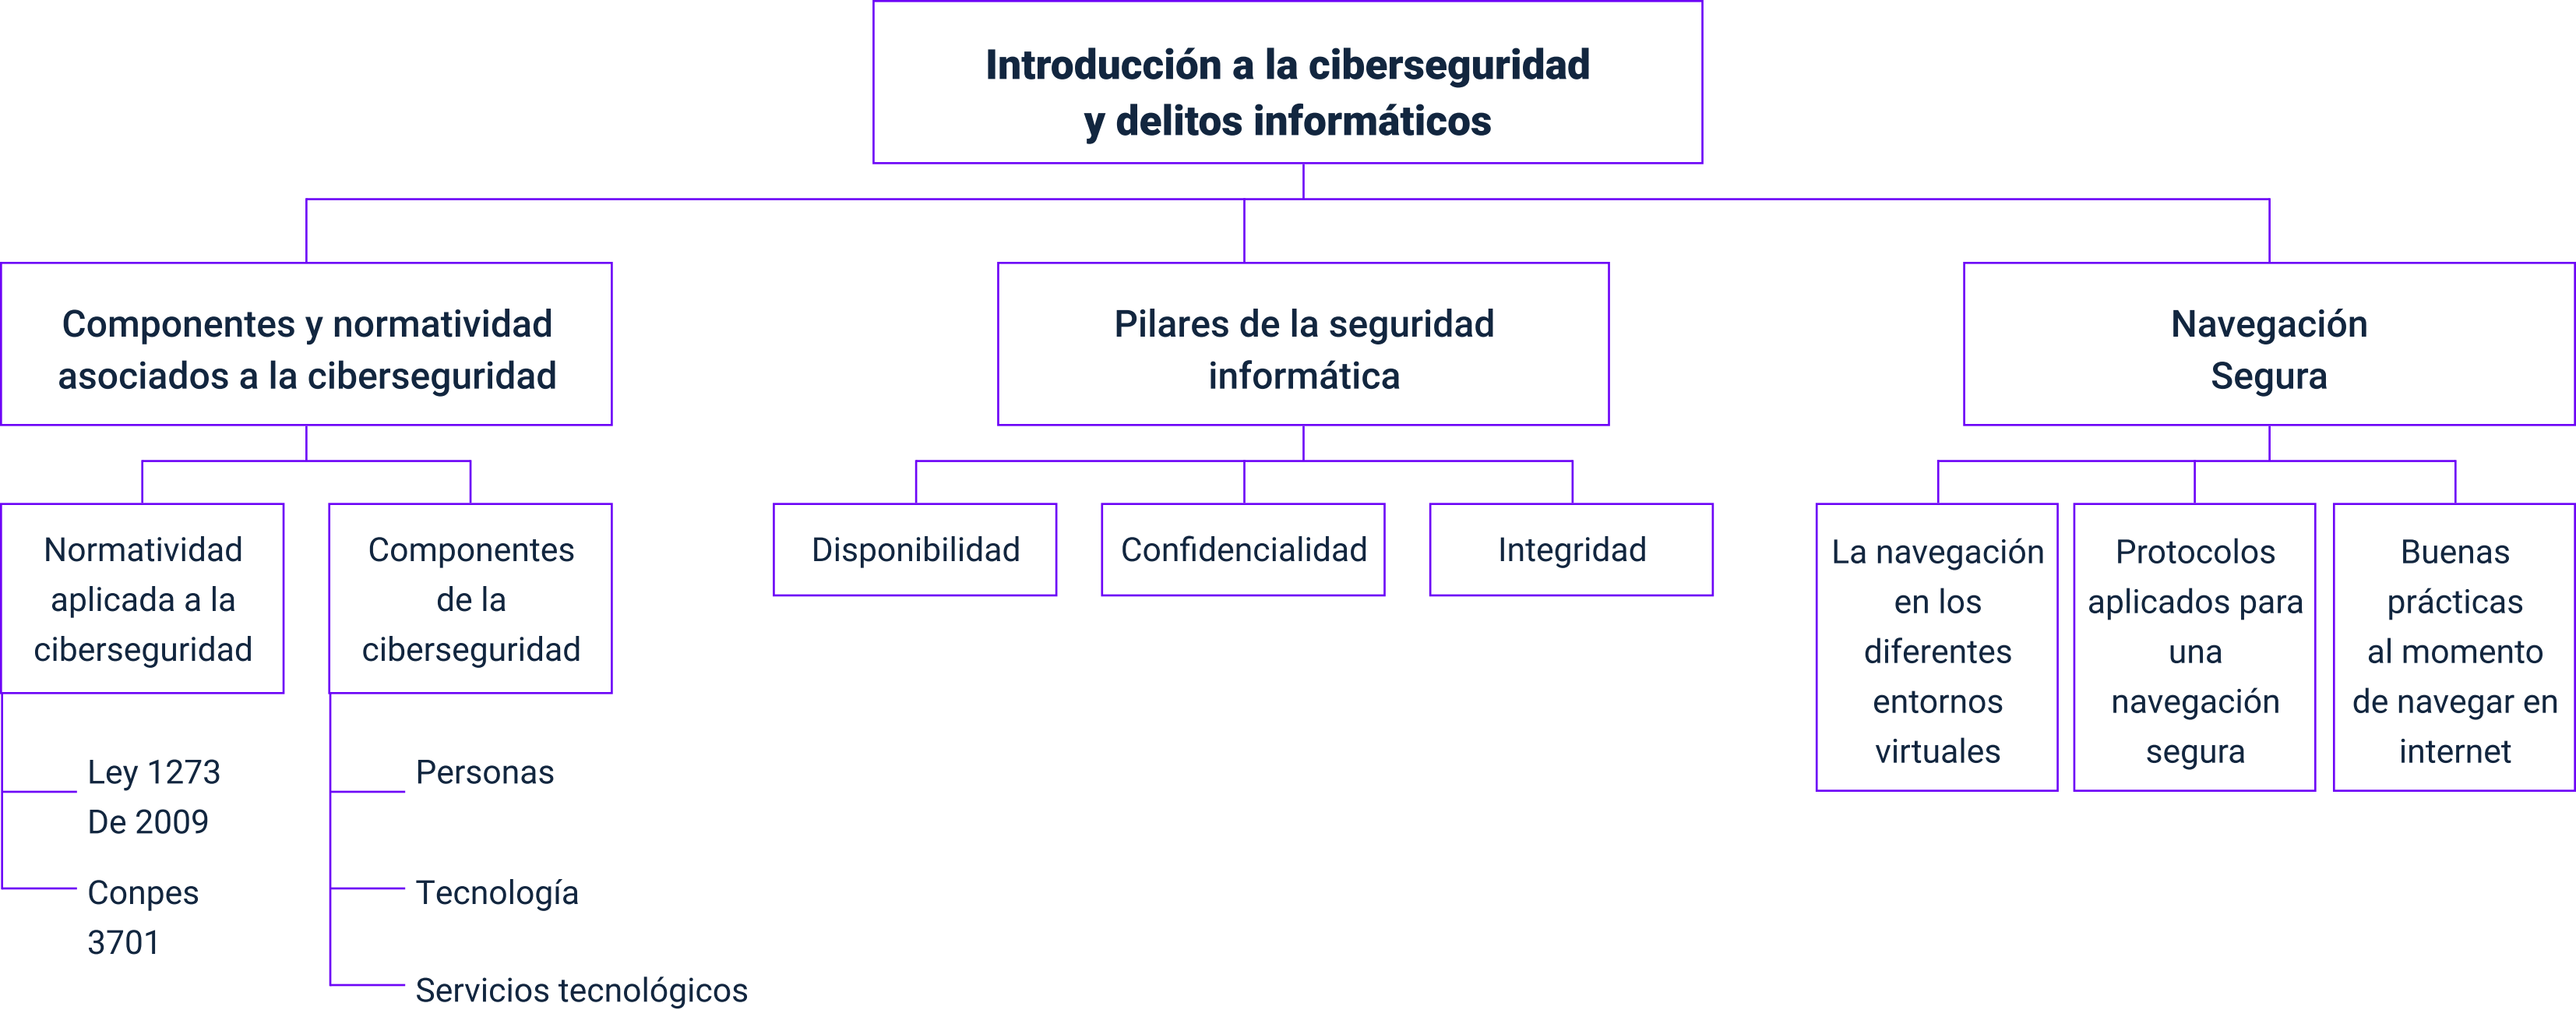 Introducción a la ciberseguridad
y delitos informáticos
Componentes y normatividad
asociados a la ciberseguridad
Pilares de la seguridad
informática
Navegación
Segura
Normatividad
aplicada a la
ciberseguridad
Componentes
de la
ciberseguridad
Disponibilidad
Confidencialidad
Integridad
La navegación
en los
diferentes
entornos
virtuales
Protocolos
aplicados para
una
navegación
segura
Buenas
prácticas
al momento
de navegar en
internet
Ley 1273
De 2009
Conpes
3701
Personas
Tecnología
Servicios tecnológicos